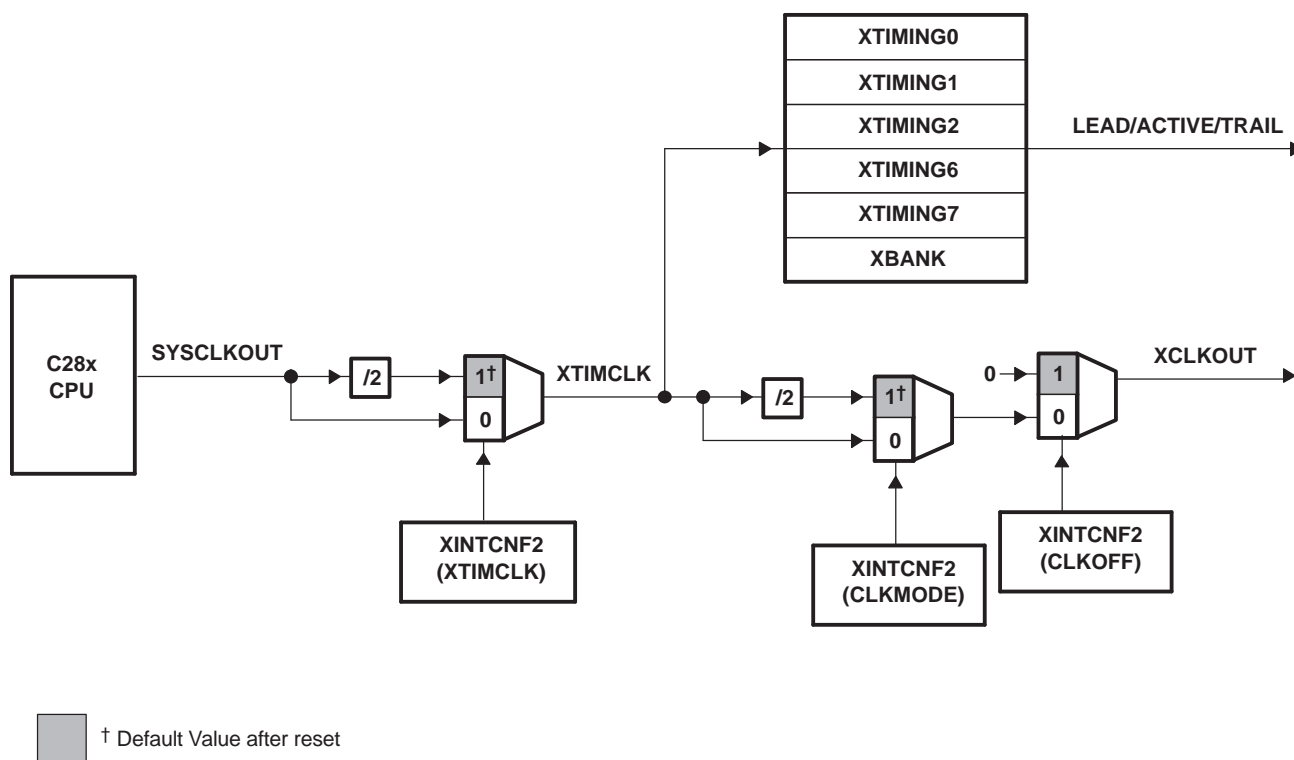 XTIMING0
XTIMING1
XTIMING2
XTIMING6
XTIMING7
XBANK
LEAD/ACTIVE/TRAIL
C28x
CPU
SYSCLKOUT
/2
1†
0
XTIMCLK
/2
1†
0
0
1
0
XCLKOUT
XINTCNF2
(XTIMCLK)
XINTCNF2
(CLKMODE)
XINTCNF2
(CLKOFF)
† Default Value after reset